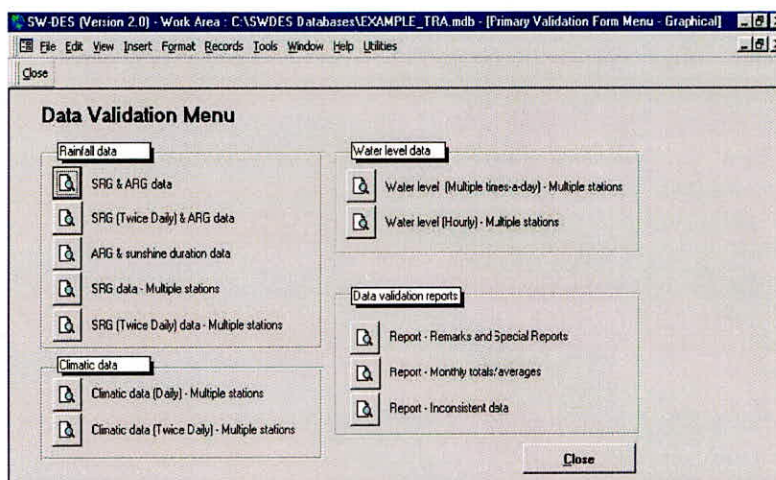 SW-DES (Version 2.0) - Work Area : C:\SWDES Databases\EXAMPLE_TRA.mdb - [Primary Validation Form Menu - Graphical]
File Edit View Insert Format Records Tools Window Help Utilities
Close
Data Validation Menu
Rainfall data
SRG & ARG data
SRG (Twice Daily) & ARG data
ARG & sunshine duration data
SRG data - Multiple stations
SRG (Twice Daily) data - Multiple stations
Climatic data
Climatic data (Daily) - Multiple stations
Climatic data (Twice Daily) - Multiple stations
Water level data
Water level (Multiple times-a-day) - Multiple stations
Water level (Hourly) - Multiple stations
Data validation reports
Report - Remarks and Special Reports
Report - Monthly totals/averages
Report - Inconsistent data
Close